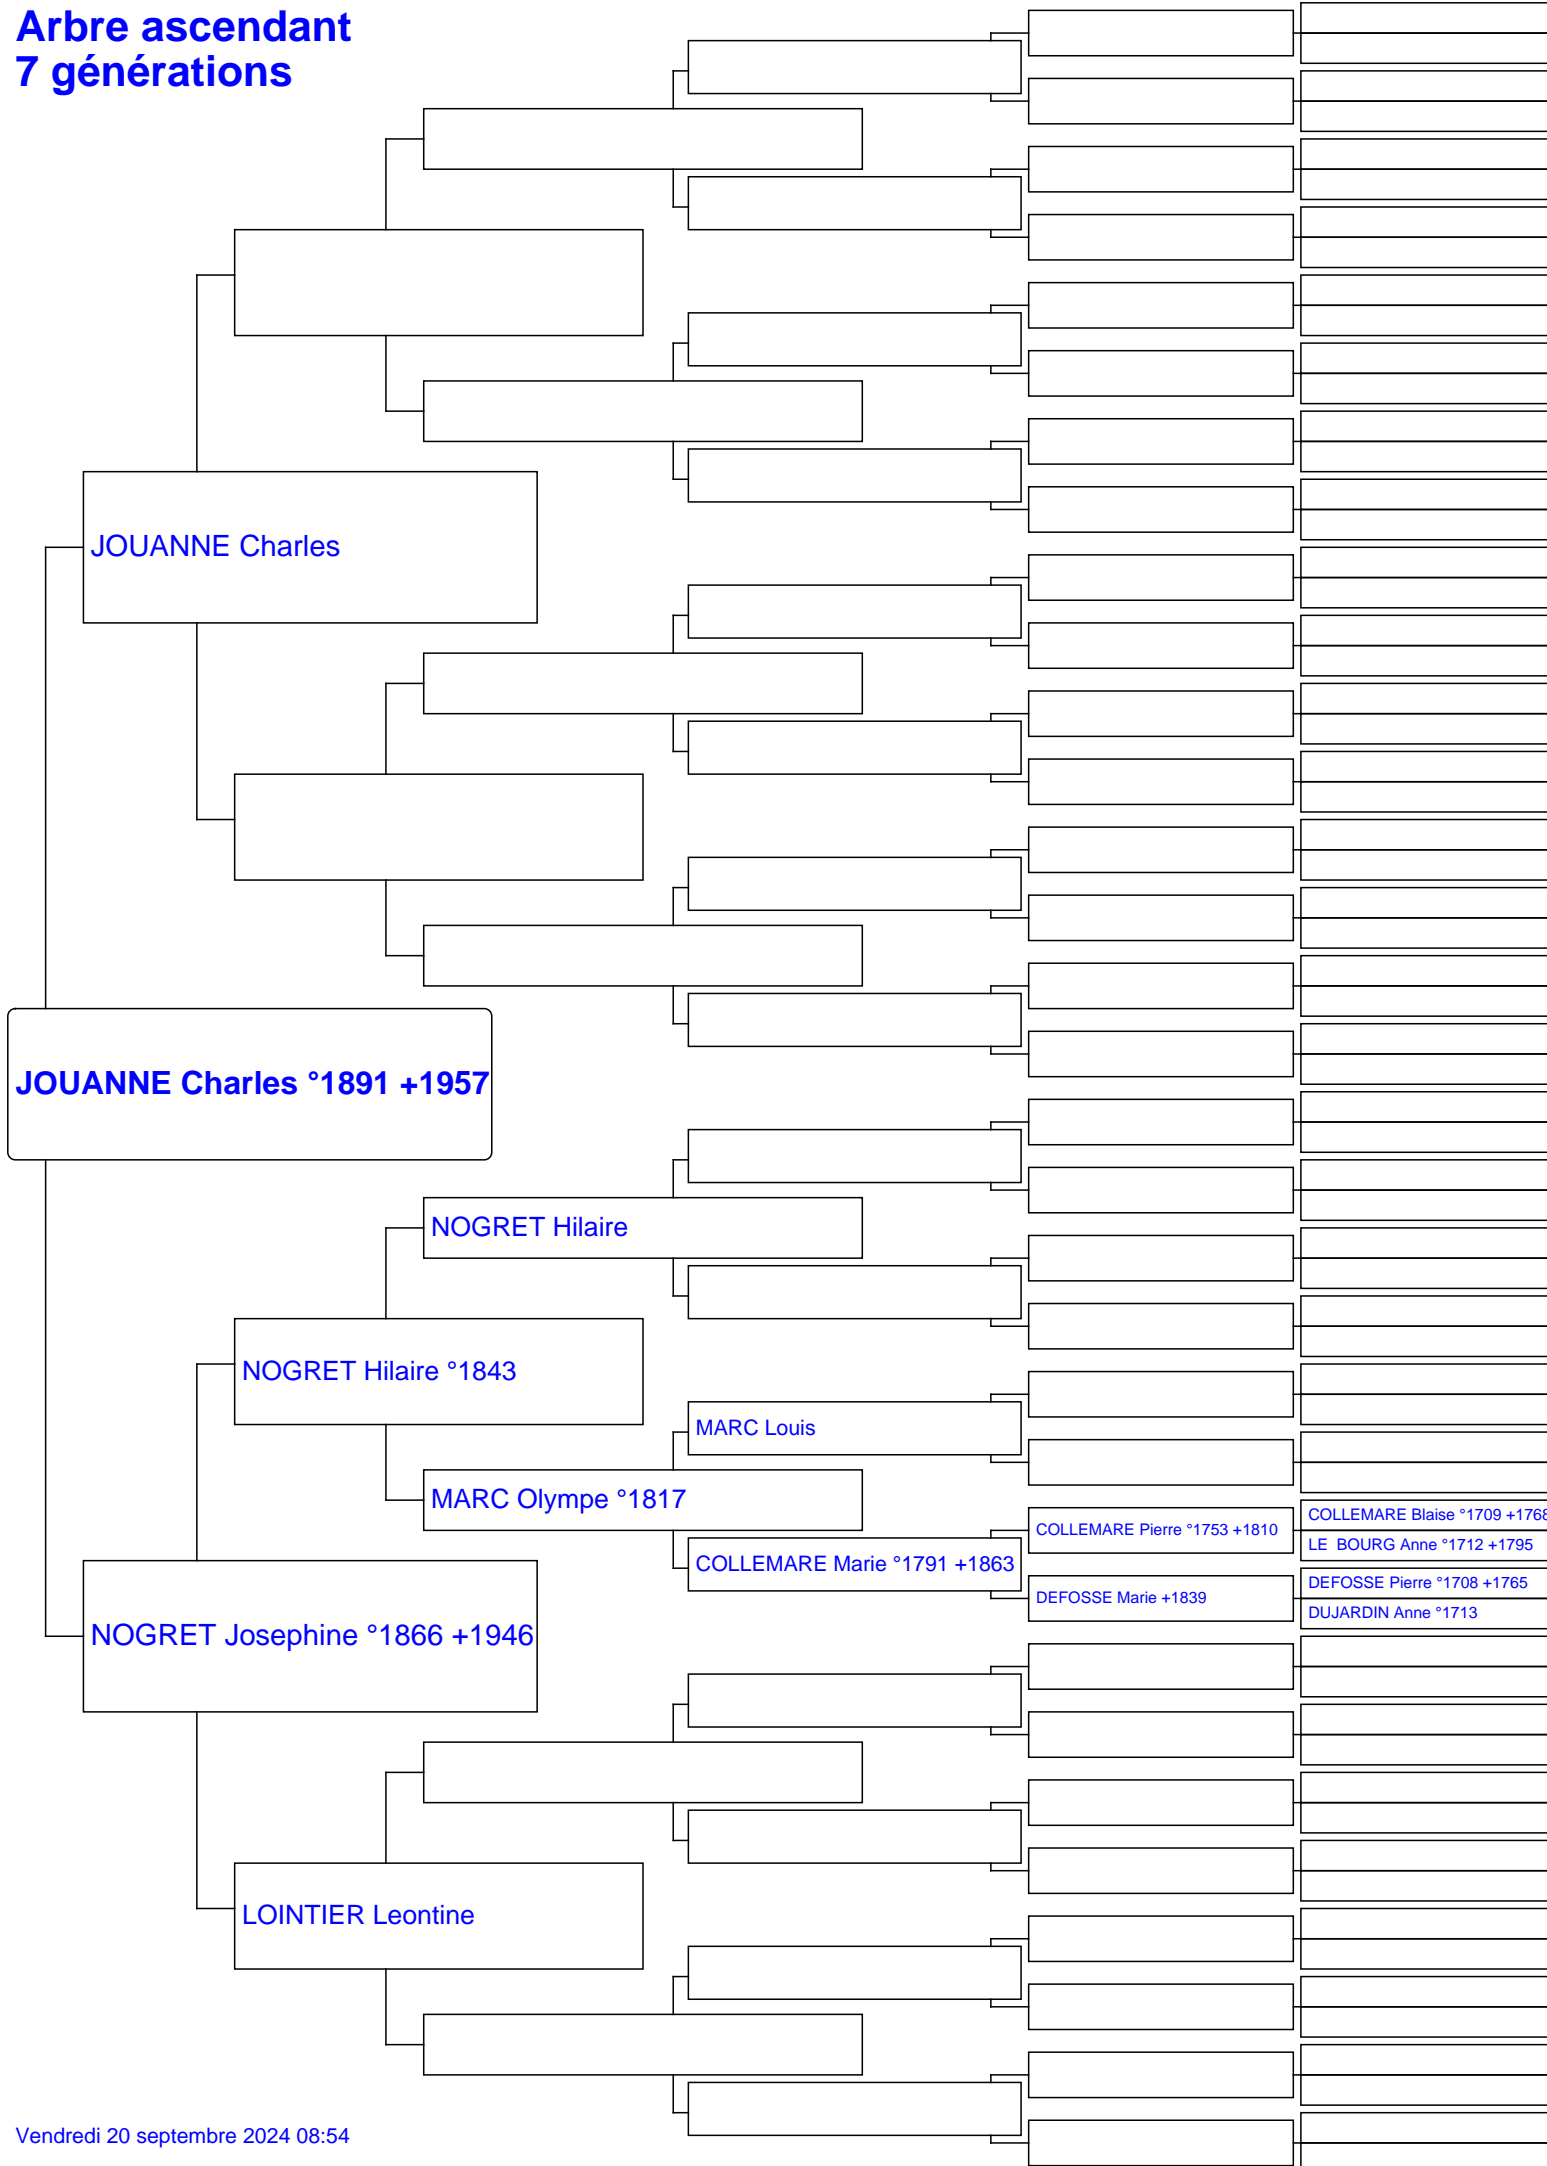 Arbre ascendant
7 générations
JOUANNE Charles
JOUANNE Charles °1891 +1957
NOGRET Hilaire
NOGRET Hilaire °1843
MARC Louis
MARC Olympe °1817
COLLEMARE Blaise °1709 +1768
COLLEMARE Pierre °1753 +1810
LE  BOURG Anne °1712 +1795
COLLEMARE Marie °1791 +1863
DEFOSSE Pierre °1708 +1765
DEFOSSE Marie +1839
DUJARDIN Anne °1713
NOGRET Josephine °1866 +1946
LOINTIER Leontine
Vendredi 20 septembre 2024 08:54